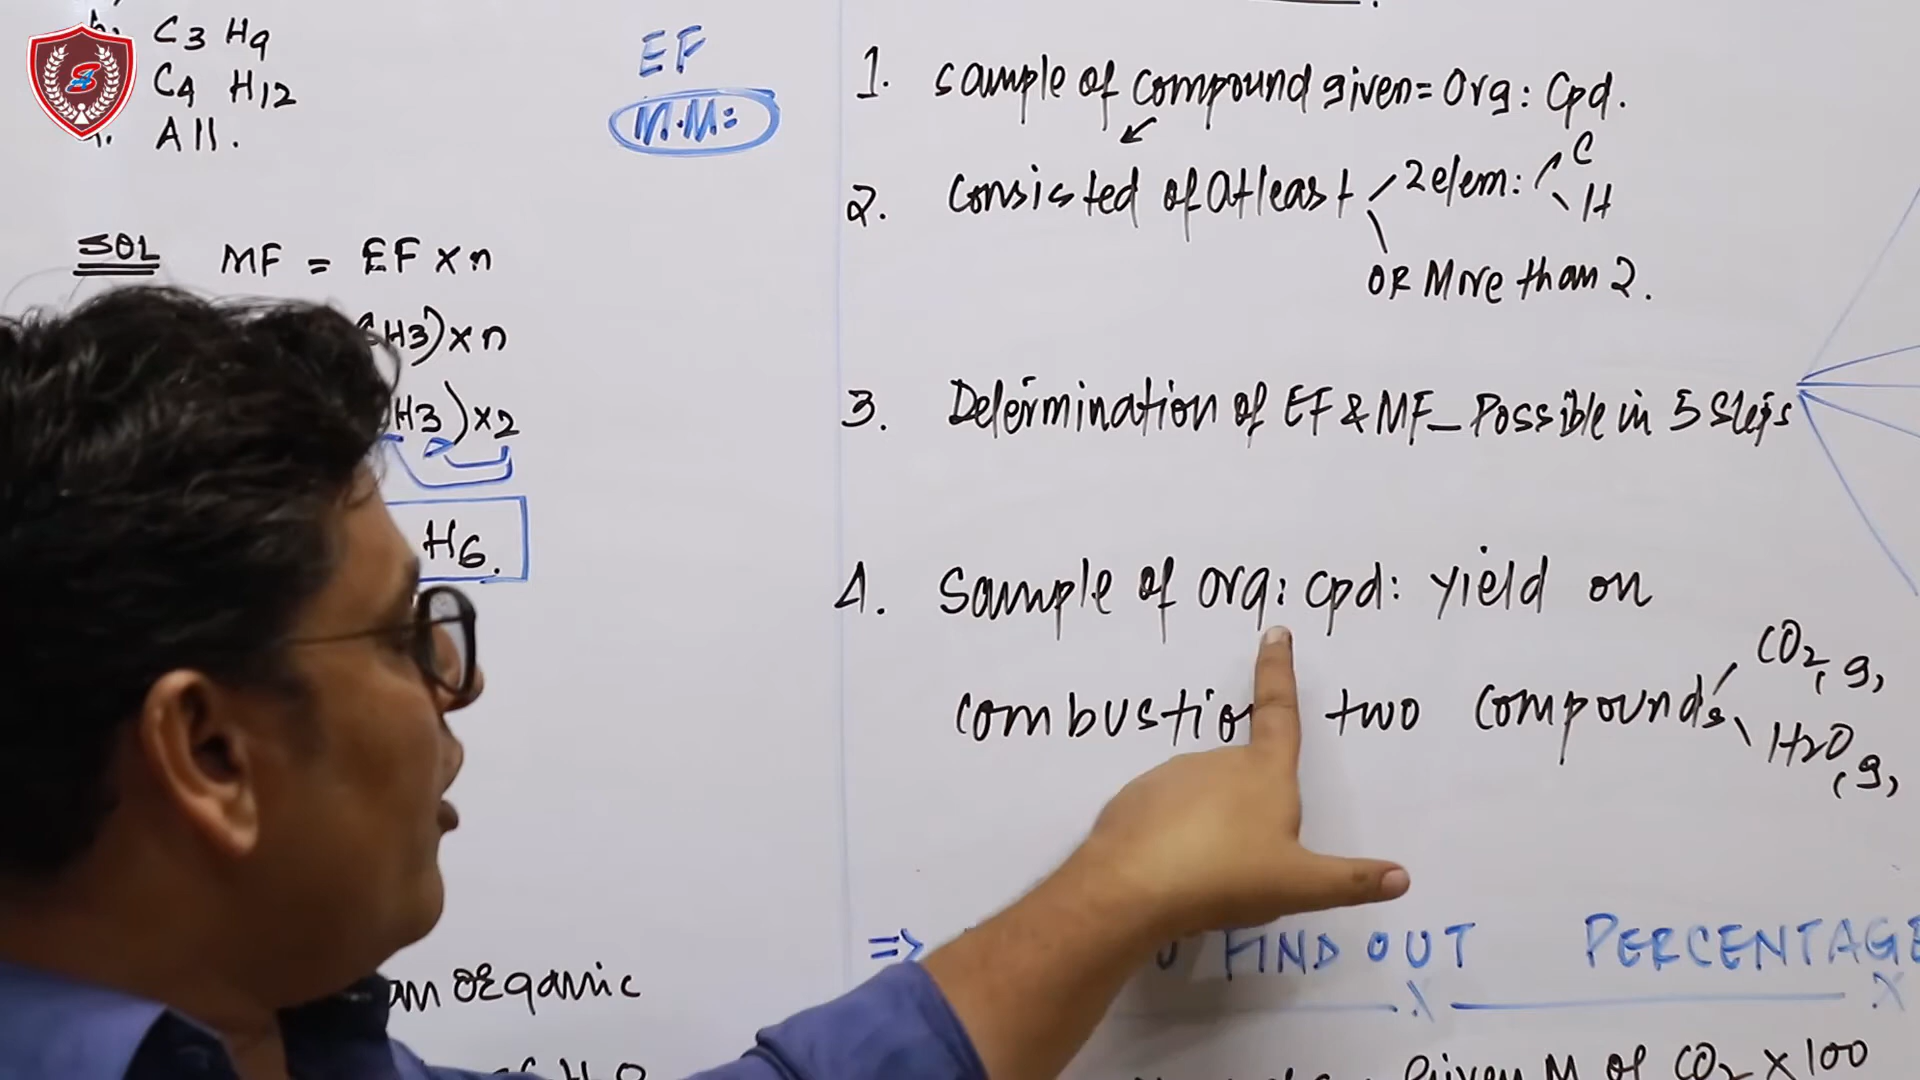 C3 H9
C4 H12
All.
SOL MF = EF × n
H3) × n
H3) × 2
H6.
an organic
EF
M.M:
1. Sample of compound given = Org: Cpd.
2. Consisted of Atleast 2 elem: C
H
OR More than 2.
3. Determination of EF & MF - Possible in 5 Steps
4. Sample of org: cpd: yield on
combustion two compounds CO2(g)
H2O(g)
=> FIND OUT PERCENTAGE
Given M of CO2 × 100